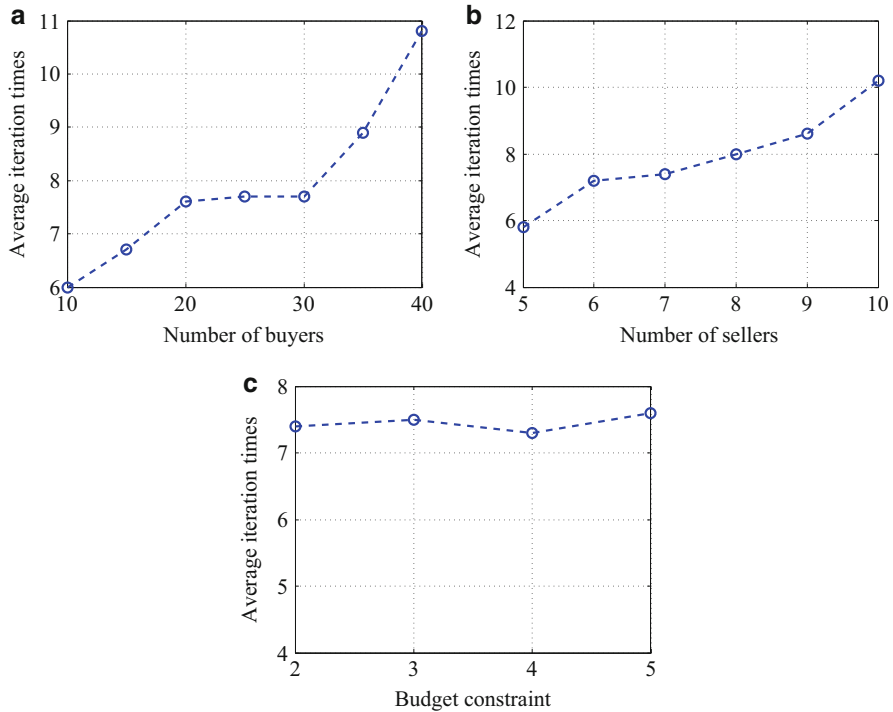 a
Average iteration times
11
10
9
8
7
6
10 20 30 40
Number of buyers
b
Average iteration times
12
10
8
6
4
5 6 7 8 9 10
Number of sellers
c
Average iteration times
8
7
6
5
4
2 3 4 5
Budget constraint